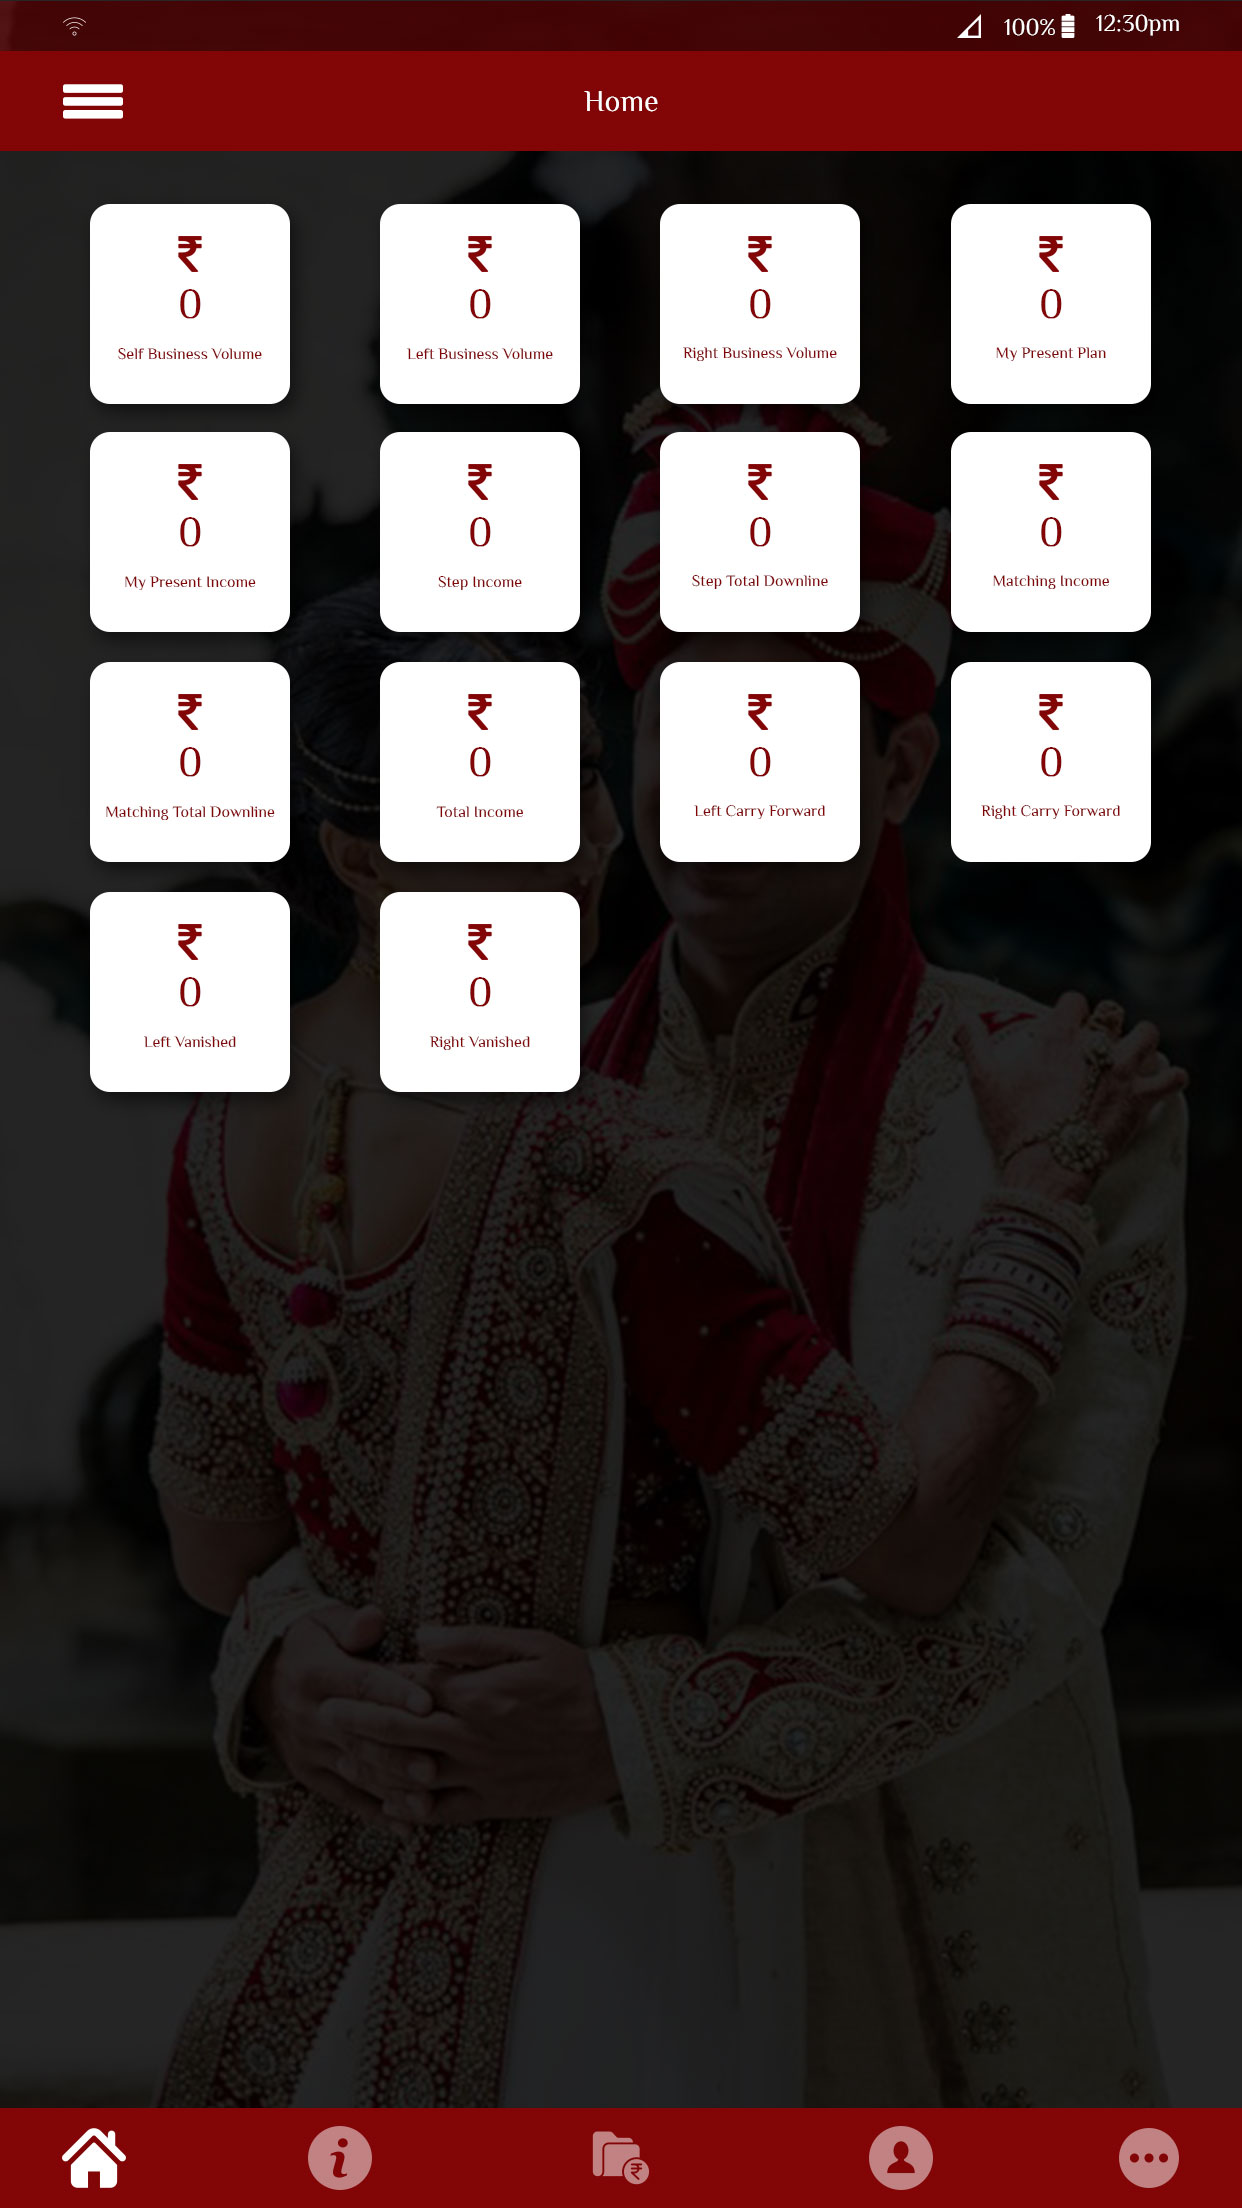 100% 12:30pm
Home
₹ ₹ ₹ ₹
0 0 0 0
Self Business Volume Left Business Volume Right Business Volume My Present Plan
₹ ₹ ₹ ₹
0 0 0 0
My Present Income Step Income Step Total Downline Matching Income
₹ ₹ ₹ ₹
0 0 0 0
Matching Total Downline Total Income Left Carry Forward Right Carry Forward
₹ ₹
0 0
Left Vanished Right Vanished
i ₹